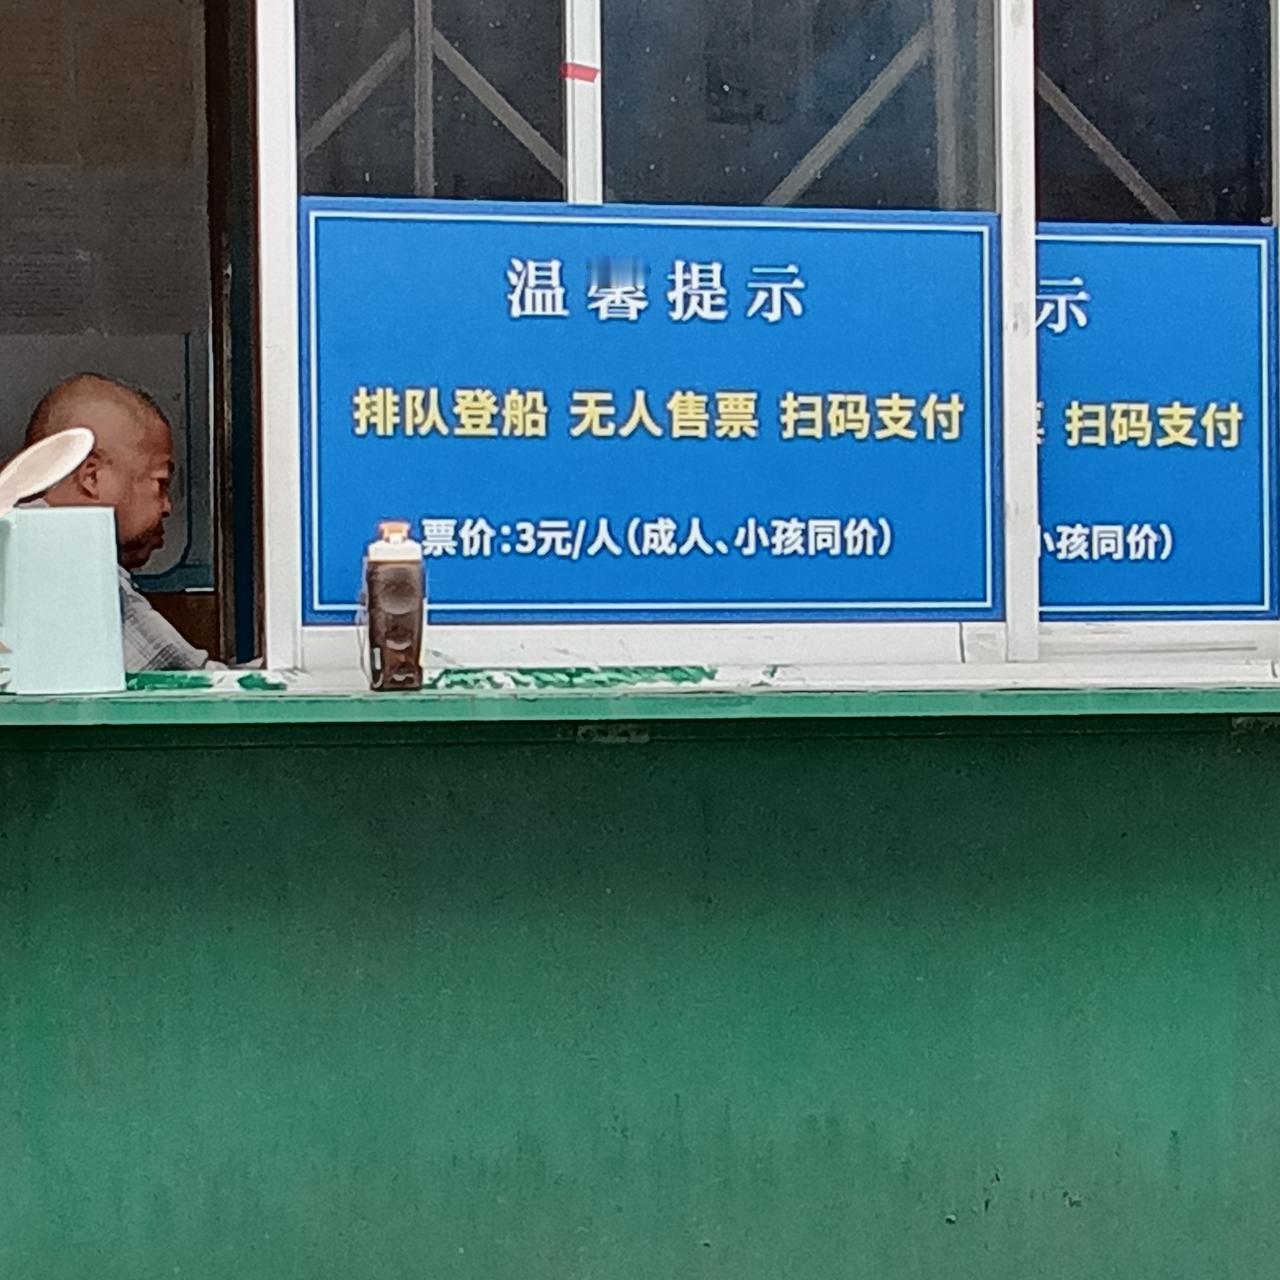 温馨提示
排队登船 无人售票 扫码支付
票价:3元/人(成人、小孩同价)
示
扫码支付
小孩同价)